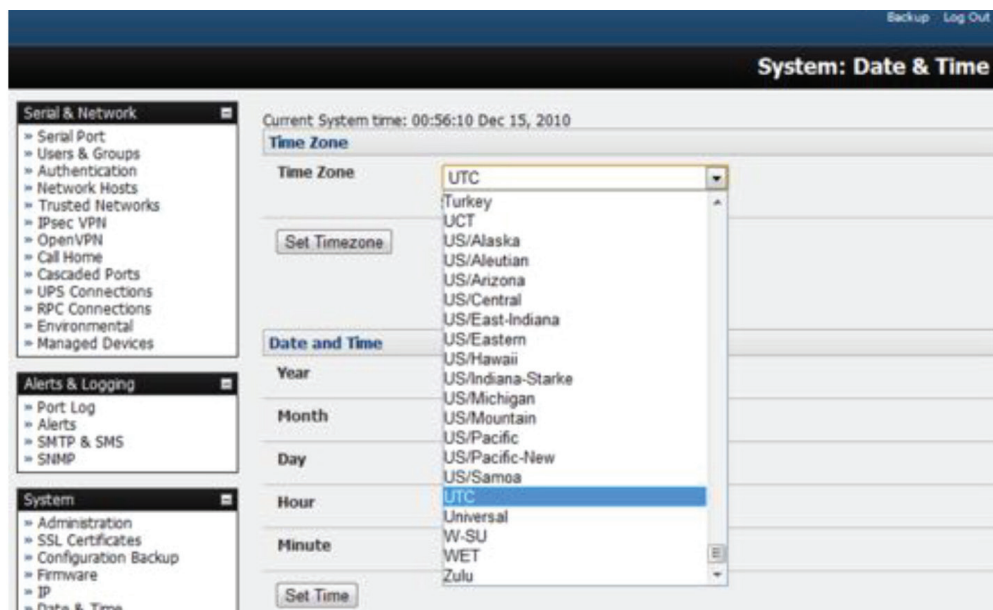 Backup Log Out
System: Date & Time
Serial & Network
» Serial Port
» Users & Groups
» Authentication
» Network Hosts
» Trusted Networks
» IPsec VPN
» OpenVPN
» Call Home
» Cascaded Ports
» UPS Connections
» RPC Connections
» Environmental
» Managed Devices
Alerts & Logging
» Port Log
» Alerts
» SMTP & SMS
» SNMP
System
» Administration
» SSL Certificates
» Configuration Backup
» Firmware
» IP
» Date & Time
Current System time: 00:56:10 Dec 15, 2010
Time Zone
Time Zone
UTC
Turkey
UCT
US/Alaska
US/Aleutian
US/Arizona
US/Central
US/East-Indiana
US/Eastern
US/Hawaii
US/Indiana-Starke
US/Michigan
US/Mountain
US/Pacific
US/Pacific-New
US/Samoa
UTC
Universal
W-SU
WET
Zulu
Set Timezone
Date and Time
Year
Month
Day
Hour
Minute
Set Time